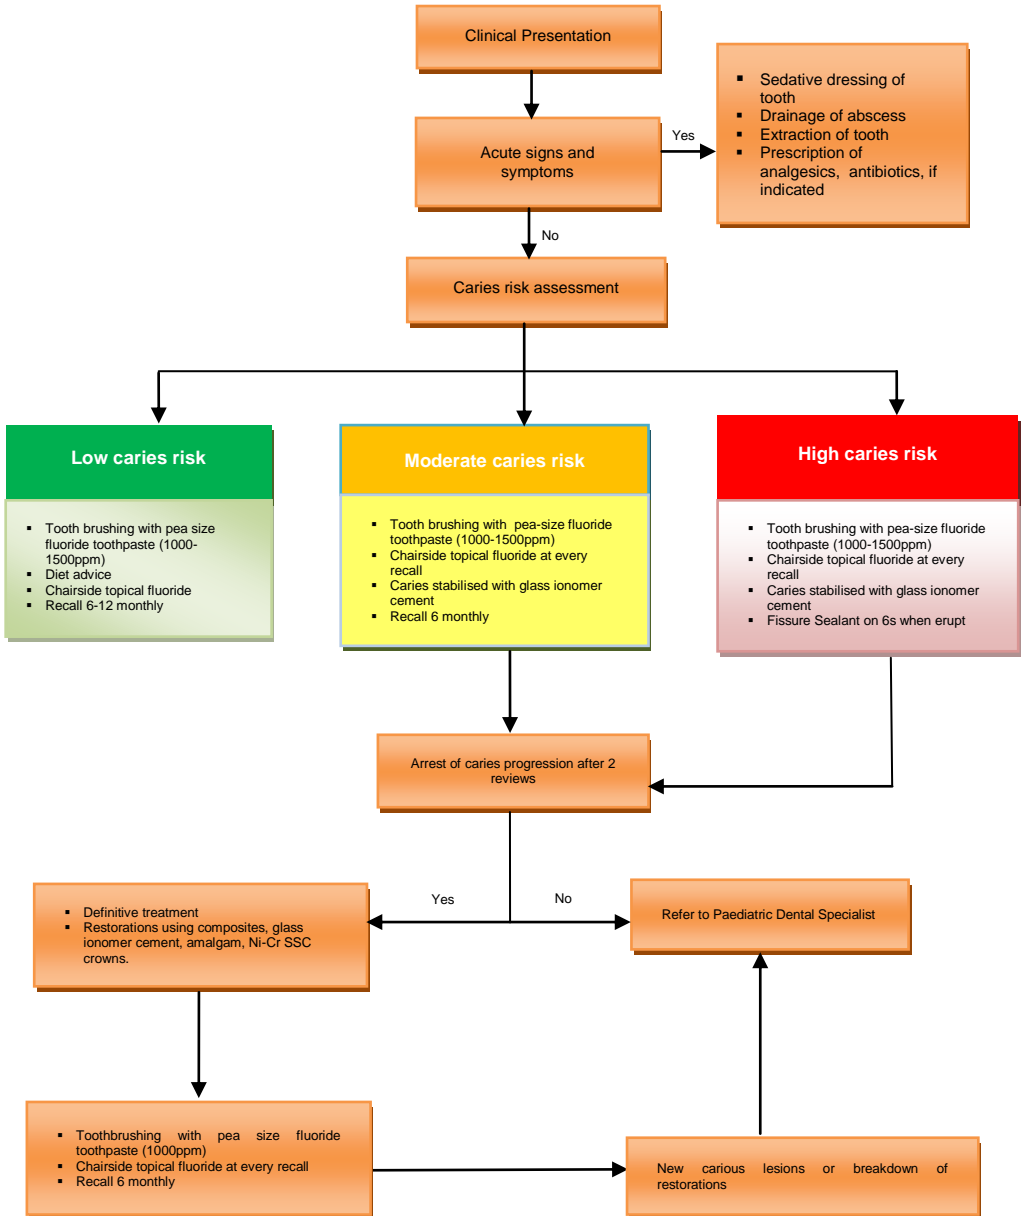 Clinical Presentation
▪ Sedative dressing of
tooth
▪ Drainage of abscess
▪ Extraction of tooth
▪ Prescription of
analgesics, antibiotics, if
indicated
Yes
Acute signs and
symptoms
No
Caries risk assessment
Low caries risk
▪ Tooth brushing with pea size
fluoride toothpaste (1000-
1500ppm)
▪ Diet advice
▪ Chairside topical fluoride
▪ Recall 6-12 monthly
Moderate caries risk
▪ Tooth brushing with pea-size fluoride
toothpaste (1000-1500ppm)
▪ Chairside topical fluoride at every
recall
▪ Caries stabilised with glass ionomer
cement
▪ Recall 6 monthly
High caries risk
▪ Tooth brushing with pea-size fluoride
toothpaste (1000-1500ppm)
▪ Chairside topical fluoride at every
recall
▪ Caries stabilised with glass ionomer
cement
▪ Fissure Sealant on 6s when erupt
Arrest of caries progression after 2
reviews
Yes
No
▪ Definitive treatment
▪ Restorations using composites, glass
ionomer cement, amalgam, Ni-Cr SSC
crowns.
Refer to Paediatric Dental Specialist
▪ Toothbrushing with pea size fluoride
toothpaste (1000ppm)
▪ Chairside topical fluoride at every recall
▪ Recall 6 monthly
New carious lesions or breakdown of
restorations